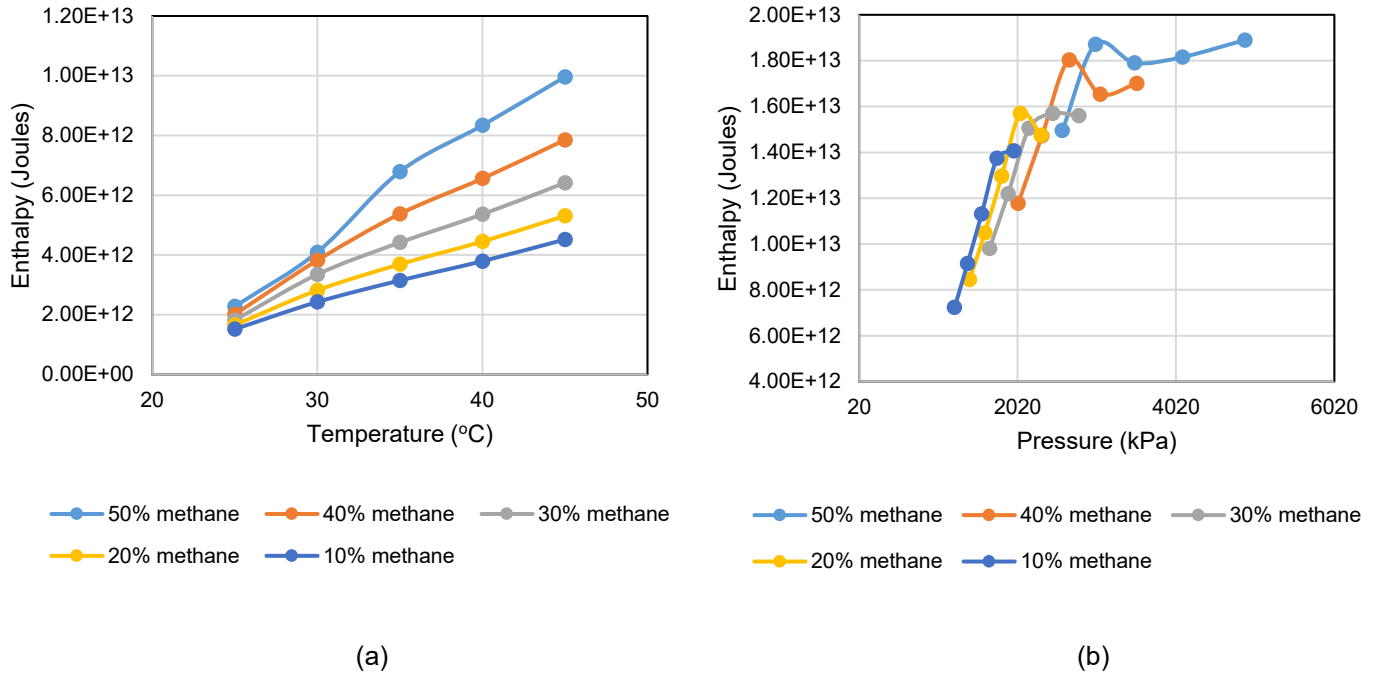 1.20E+13
1.00E+13
8.00E+12
6.00E+12
4.00E+12
2.00E+12
0.00E+00
Enthalpy (Joules)
20 30 40 50
Temperature (°C)
50% methane 40% methane 30% methane
20% methane 10% methane
(a)
2.00E+13
1.80E+13
1.60E+13
1.40E+13
1.20E+13
1.00E+13
8.00E+12
6.00E+12
4.00E+12
Enthalpy (Joules)
20 2020 4020 6020
Pressure (kPa)
50% methane 40% methane 30% methane
20% methane 10% methane
(b)